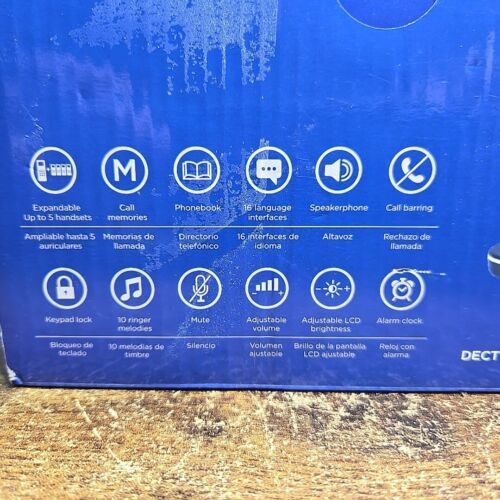 M
Expandable
Up to 5 handsets
Call
memories
Phonebook
16 language
interfaces
Speakerphone
Call barring
Ampliable hasta 5
auriculares
Memorias de
llamada
Directorio
telefónico
16 interfaces de
idioma
Altavoz
Rechazo de
llamada
Keypad lock
10 ringer
melodies
Mute
Adjustable
volume
Adjustable LCD
brightness
Alarm clock
Bloqueo de
teclado
10 melodías de
timbre
Silencio
Volumen
ajustable
Brillo de la pantalla
LCD ajustable
Reloj con
alarma
DECT